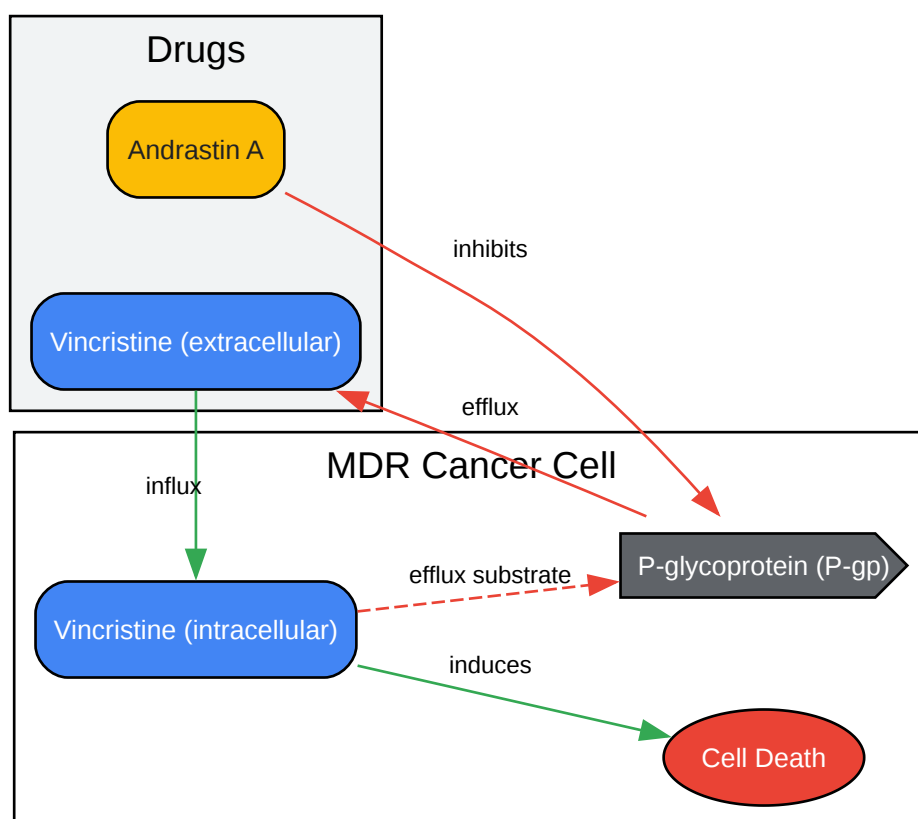 Drugs
Andrastin A
inhibits
Vincristine (extracellular)
efflux
MDR Cancer Cell
influx
P-glycoprotein (P-gp)
efflux substrate
Vincristine (intracellular)
induces
Cell Death